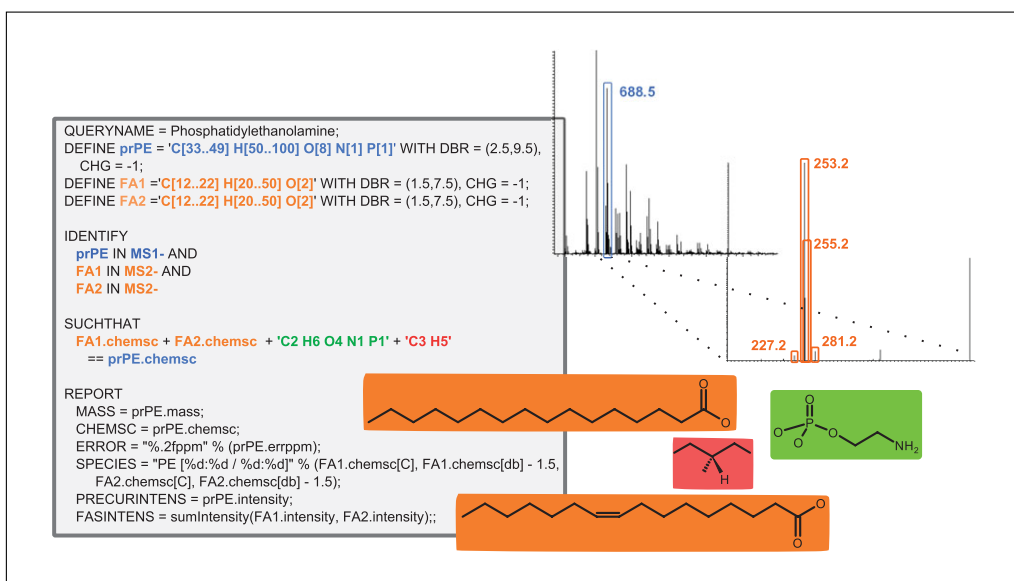 QUERYNAME = Phosphatidylethanolamine;
DEFINE prPE = 'C[33..49] H[50..100] O[8] N[1] P[1]' WITH DBR = (2.5,9.5),
CHG = -1;
DEFINE FA1 ='C[12..22] H[20..50] O[2]' WITH DBR = (1.5,7.5), CHG = -1;
DEFINE FA2 ='C[12..22] H[20..50] O[2]' WITH DBR = (1.5,7.5), CHG = -1;
IDENTIFY
prPE IN MS1- AND
FA1 IN MS2- AND
FA2 IN MS2-
SUCHTHAT
FA1.chemsc + FA2.chemsc + 'C2 H6 O4 N1 P1' + 'C3 H5'
== prPE.chemsc
REPORT
MASS = prPE.mass;
CHEMSC = prPE.chemsc;
ERROR = "%.2fppm" % (prPE.errppm);
SPECIES = "PE [%d:%d / %d:%d]" % (FA1.chemsc[C], FA1.chemsc[db] - 1.5,
FA2.chemsc[C], FA2.chemsc[db] - 1.5);
PRECURINTENS = prPE.intensity;
FASINTENS = sumIntensity(FA1.intensity, FA2.intensity);;
688.5
253.2
255.2
227.2
281.2
O
O
O
O
P
O
O
NH2
H
O
O